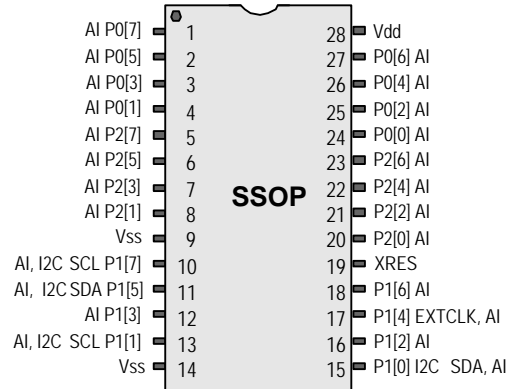 AI P0[7] 1 28 Vdd
AI P0[5] 2 27 P0[6] AI
AI P0[3] 3 26 P0[4] AI
AI P0[1] 4 25 P0[2] AI
AI P2[7] 5 24 P0[0] AI
AI P2[5] 6 23 P2[6] AI
AI P2[3] 7 SSOP 22 P2[4] AI
AI P2[1] 8 21 P2[2] AI
Vss 9 20 P2[0] AI
AI, I2C SCL P1[7] 10 19 XRES
AI, I2C SDA P1[5] 11 18 P1[6] AI
AI P1[3] 12 17 P1[4] EXTCLK, AI
AI, I2C SCL P1[1] 13 16 P1[2] AI
Vss 14 15 P1[0] I2C SDA, AI